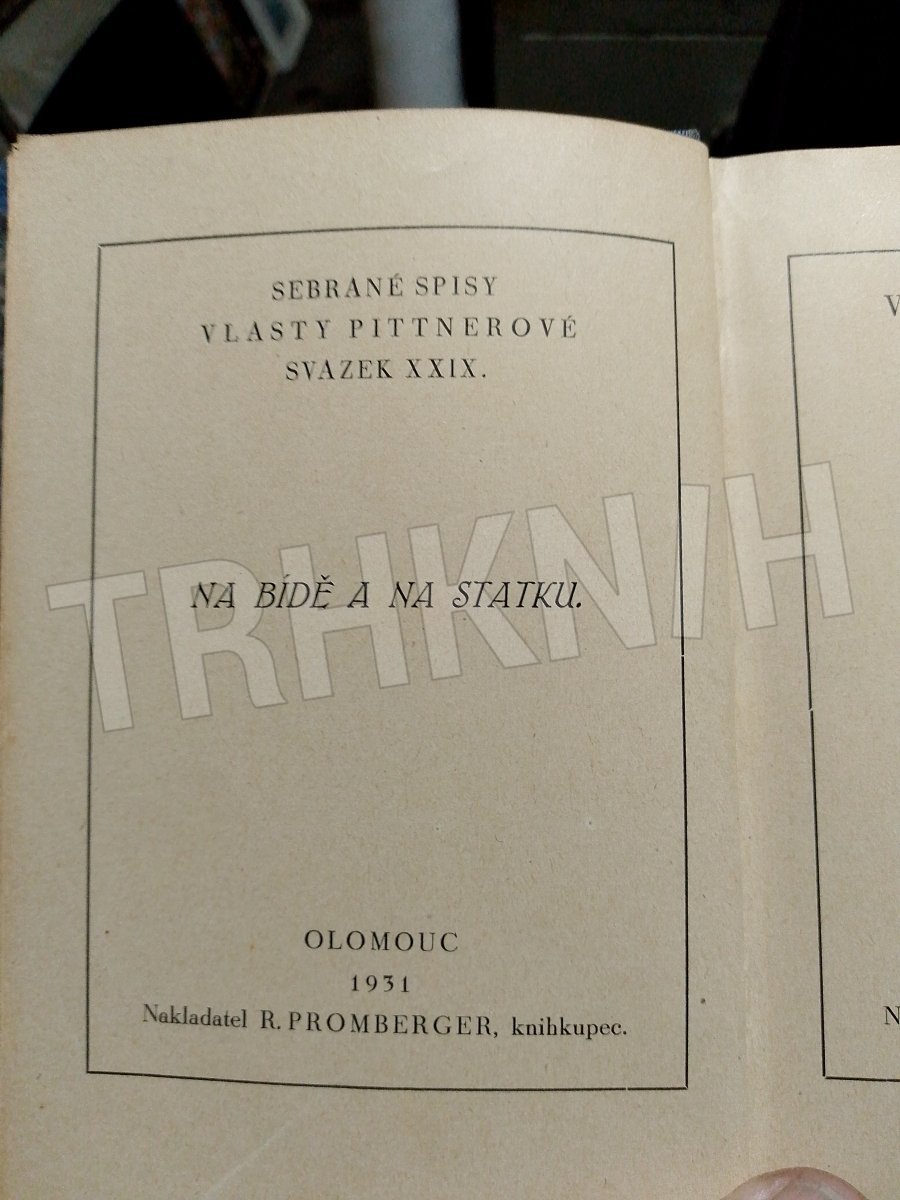 SEBRANÉ SPISY
VLASTY PITTNEROVÉ
SVAZEK XXIX.
NA BÍDĚ A NA STATKU.
TRHKNIH
OLOMOUC
1931
Nakladatel R. PROMBERGER, knihkupec.
V
N